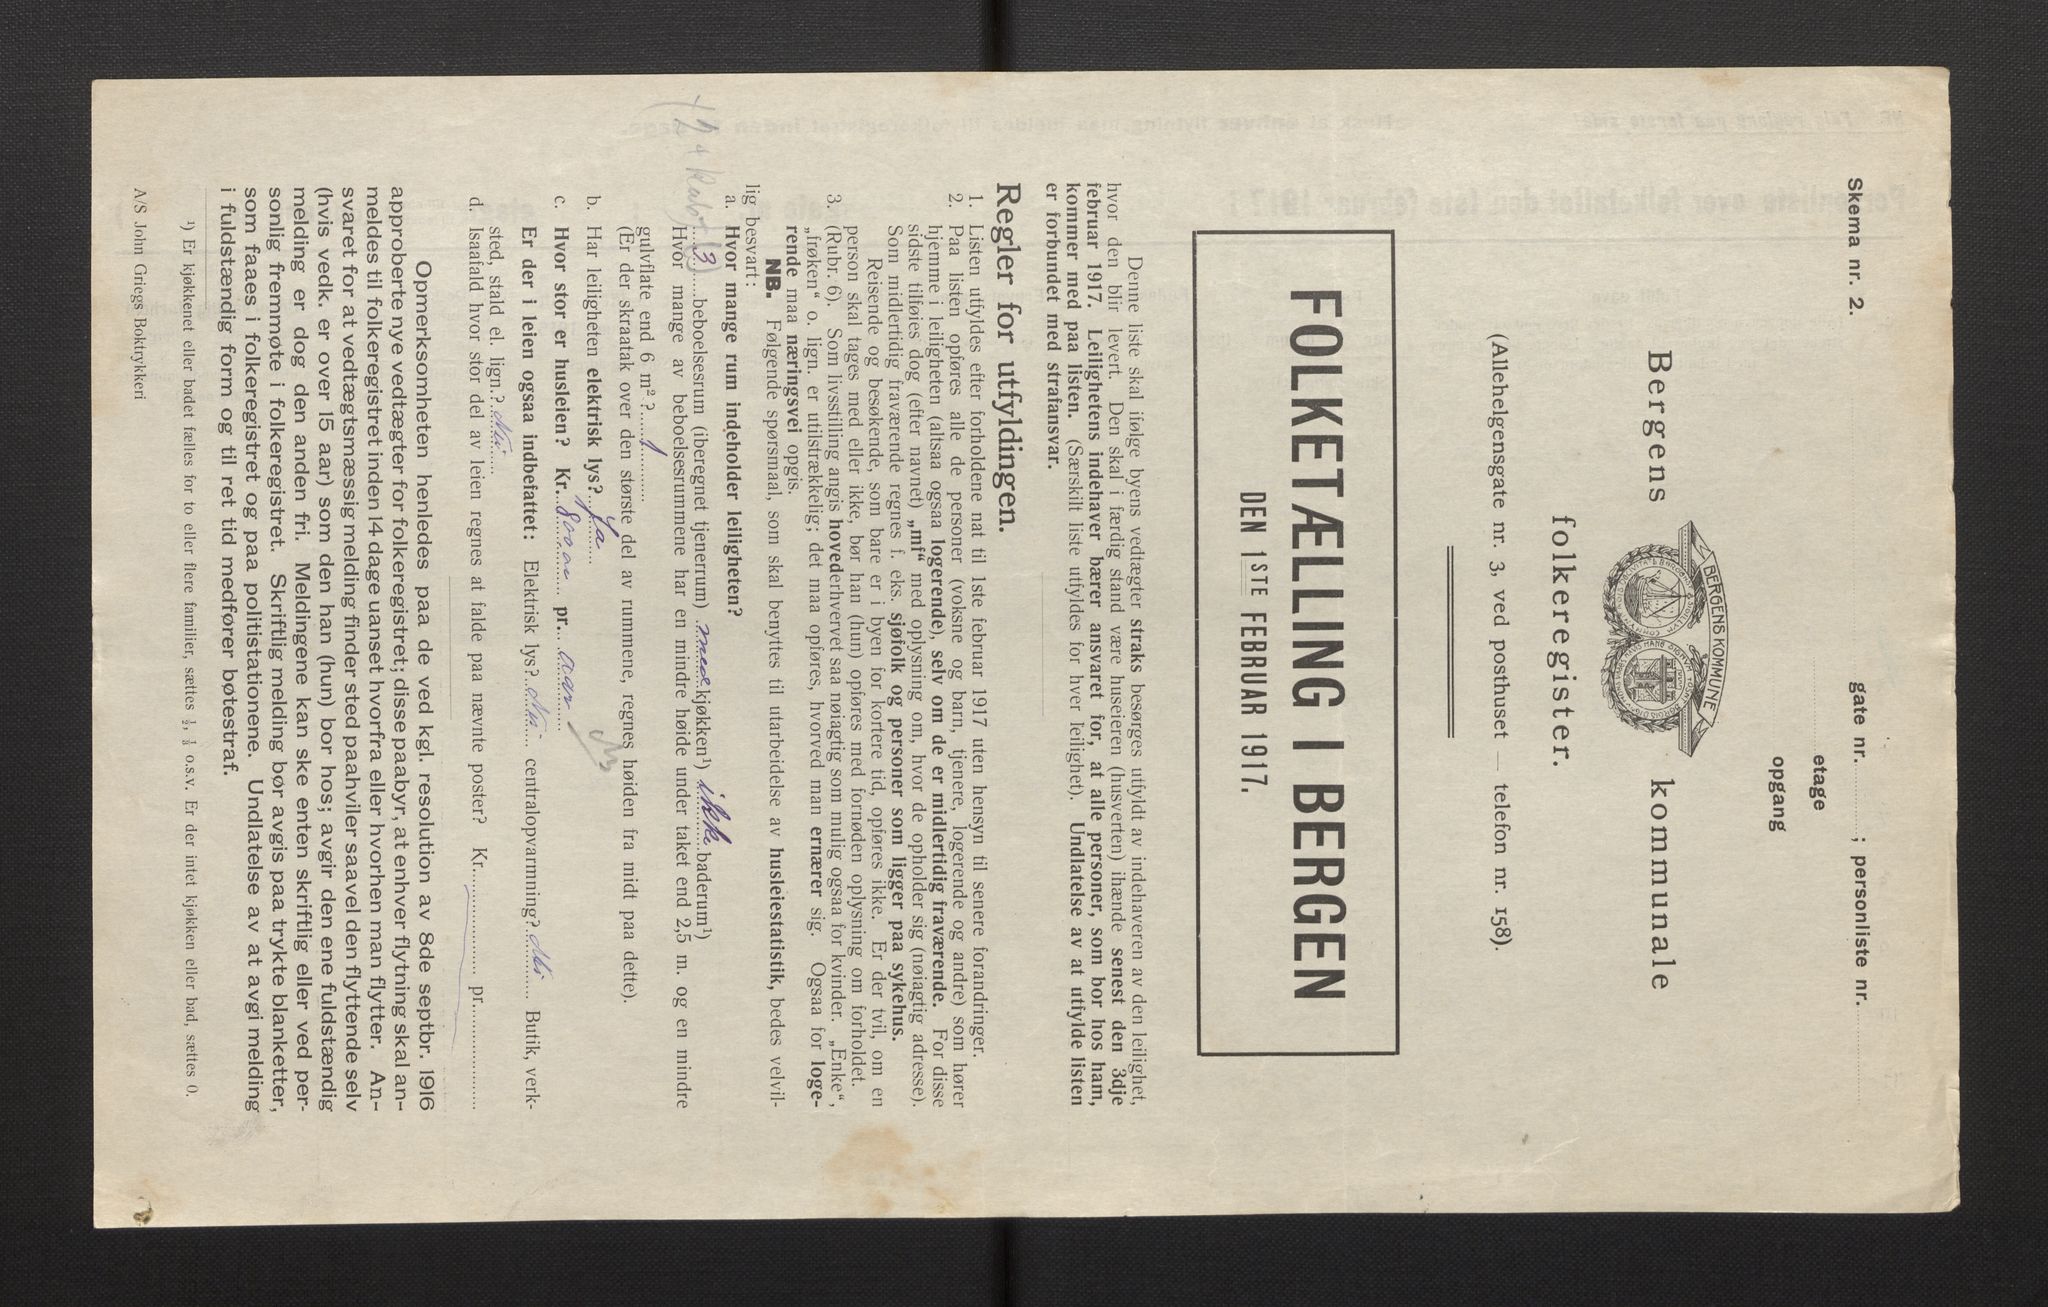 Skema nr. 2.
gate nr. ; personliste nr.
etage
opgang
BERGENS KOMMUNE
Bergens kommunale
folkeregister.
(Allehelgensgate nr. 3, ved posthuset — telefon nr. 158).
FOLKETÆLLING I BERGEN
DEN 1STE FEBRUAR 1917.
Denne liste skal ifølge byens vedtægter straks besørges utfyldt av indehaveren av den leilighet,
hvor den blir levert. Den skal i færdig stand være huseieren (husverten) ihænde senest den 3dje
februar 1917. Leilighetens indehaver bærer ansvaret for, at alle personer, som bor hos ham,
kommer med paa listen. (Særskilt liste utfyldes for hver leilighet). Undlatelse av at utfylde listen
er forbundet med strafansvar.
Regler for utfyldingen.
1. Listen utfyldes efter forholdene nat til 1ste februar 1917 uten hensyn til senere forandringer.
2. Paa listen opføres alle de personer (voksne og barn, tjenere, logerende og andre) som hører
hjemme i leiligheten (altsaa ogsaa logerende), selv om de er midlertidig fraværende. For disse
sidste tilføies dog (efter navnet) „mf“ med oplysning om, hvor de opholder sig (nøiagtig adresse).
Som midlertidig fraværende regnes f. eks. sjøfolk og personer som ligger paa sykehus.
Reisende og besøkende, som bare er i byen for kortere tid, opføres ikke. Er der tvil, om en
person skal tages med eller ikke, bør han (hun) opføres med fornøden oplysning om forholdet.
3. (Rubr. 6). Som livsstilling angis hovederhvervet saa nøiagtig som mulig ogsaa for kvinder. „Enke“,
„frøken“ o. lign. er utilstrækkelig; det maa opføres, hvorved man ernærer sig. Ogsaa for loge-
rende maa næringsvei opgis.
NB. Følgende spørsmaal, som skal benyttes til utarbeidelse av husleiestatistik, bedes velvil-
lig besvart:
a. Hvor mange rum indeholder leiligheten?
3 beboelsesrum (iberegnet tjenerrum) med kjøkken¹) ikke baderum¹)
Hvor mange av beboelsesrummene har en mindre høide under taket end 2,5 m. og en mindre
gulvflate end 6 m²? 1
(Er der skraatak over den største del av rummene, regnes høiden fra midt paa dette).
b. Har leiligheten elektrisk lys? Ja
c. Hvor stor er husleien? Kr. 800 pr. aar
Er der i leien ogsaa indbefattet: Elektrisk lys? Nei centralopvarmning? Nei Butik, verk-
sted, stald el. lign.? Nei
d. Isaafald hvor stor del av leien regnes at falde paa nævnte poster? Kr. pr.
Opmerksomheten henledes paa de ved kgl. resolution av 8de septbr. 1916
approberte nye vedtægter for folkeregistret; disse paabyr, at enhver flytning skal an-
meldes til folkeregistret inden 14 dage uanset hvorfra eller hvorhen man flytter. An-
svaret for at vedtægtsmæssig melding finder sted paahviler saavel den flyttende selv
(hvis vedk. er over 15 aar) som den han (hun) bor hos; avgir den ene fuldstændig
melding er dog den anden fri. Meldingene kan ske enten skriftlig eller ved per-
sonlig fremmøte i folkeregistret. Skriftlig melding bør avgis paa trykte blanketter,
som faaes i folkeregistret og paa politistationene. Undlatelse av at avgi melding
i fuldstændig form og til ret tid medfører bøtestraf.
¹) Er kjøkkenet eller badet fælles for to eller flere familier, sættes ½, ⅓ o.s.v. Er der intet kjøkken eller bad, sættes 0.
A/S John Griegs Boktrykkeri